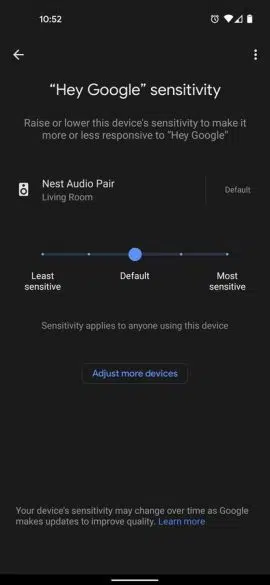 10:52
“Hey Google” sensitivity
Raise or lower this device's sensitivity to make it
more or less responsive to “Hey Google”
Nest Audio Pair
Living Room
Default
Least
sensitive
Default
Most
sensitive
Sensitivity applies to anyone using this device
Adjust more devices
Your device's sensitivity may change over time as Google
makes updates to improve quality. Learn more